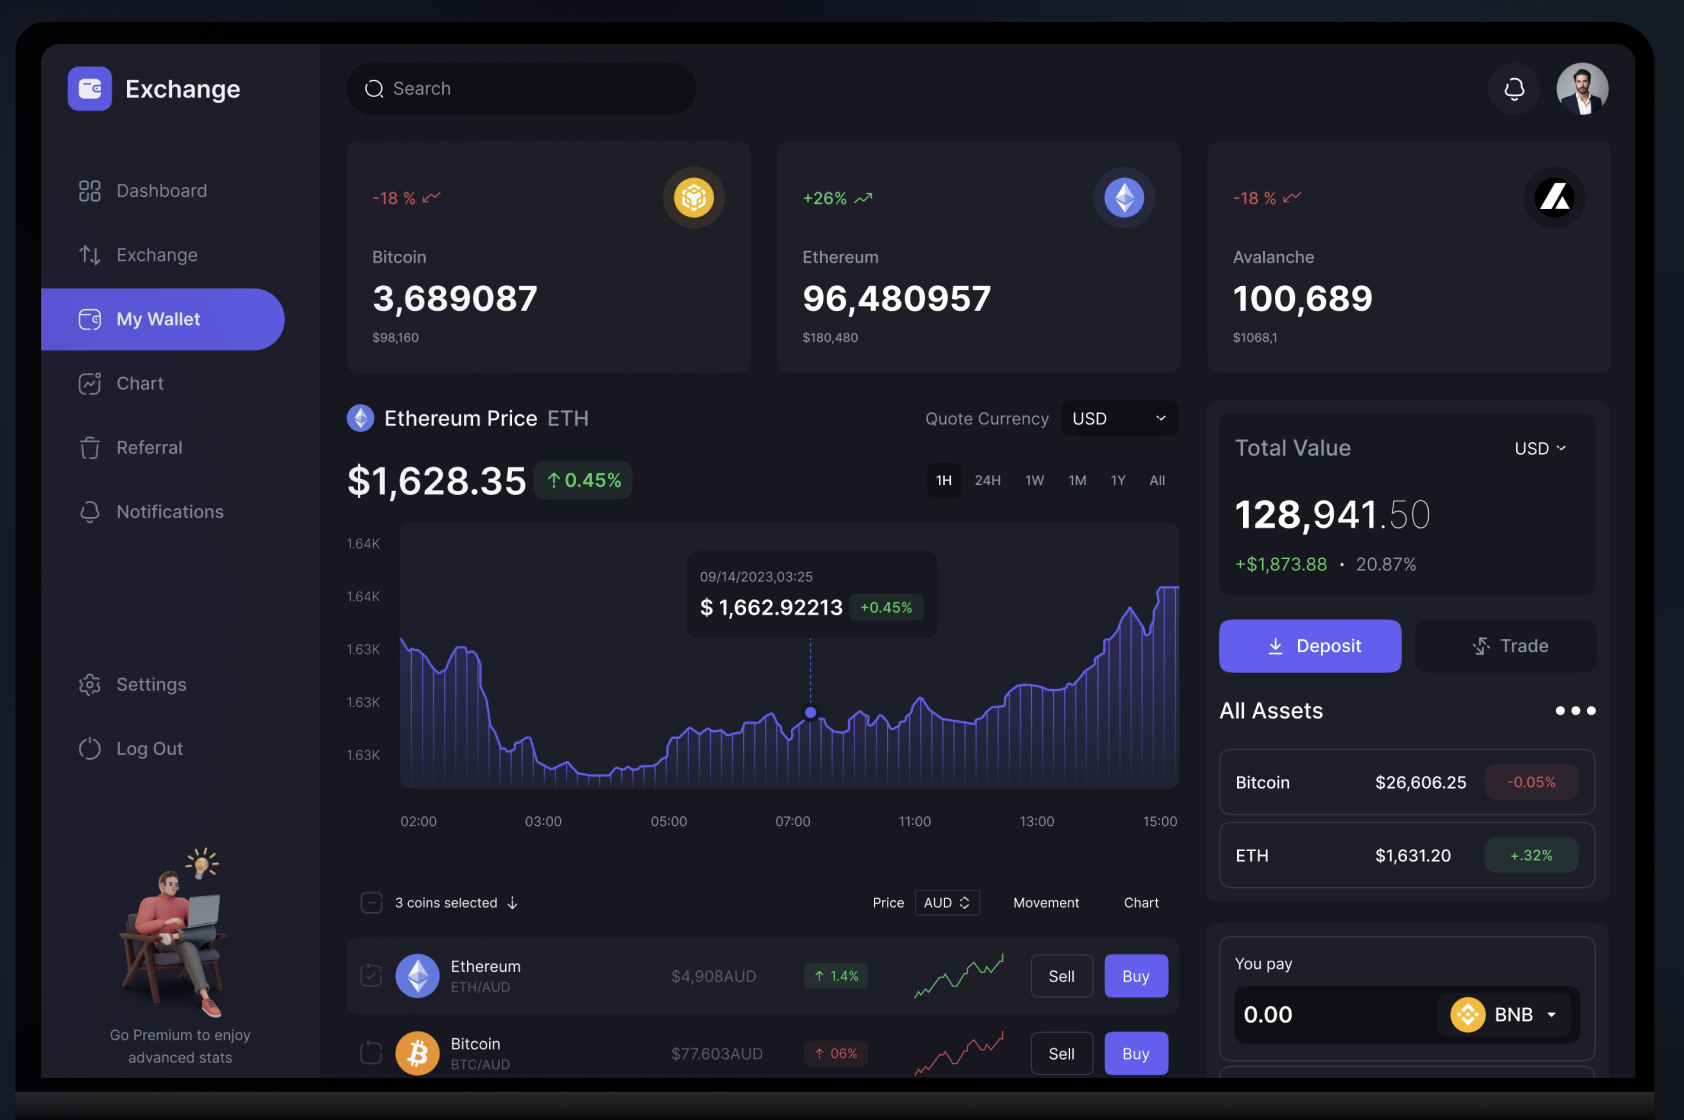 Exchange
Search
Dashboard
Exchange
My Wallet
Chart
Referral
Notifications
Settings
Log Out
Go Premium to enjoy
advanced stats
-18 %
Bitcoin
3,689087
$98,160
+26%
Ethereum
96,480957
$180,480
-18 %
Avalanche
100,689
$1068,1
Ethereum Price ETH
Quote Currency USD
$1,628.35 ↑ 0.45%
1H 24H 1W 1M 1Y All
1.64K
1.64K
1.63K
1.63K
1.63K
09/14/2023,03:25
$ 1,662.92213 +0.45%
02:00 03:00 05:00 07:00 11:00 13:00 15:00
3 coins selected ↓ Price AUD Movement Chart
Ethereum
ETH/AUD
$4,908AUD ↑ 1.4% Sell Buy
Bitcoin
BTC/AUD
$77.603AUD ↑ 06% Sell Buy
Total Value USD
128,941.50
+$1,873.88 • 20.87%
Deposit Trade
All Assets
Bitcoin $26,606.25 -0.05%
ETH $1,631.20 +.32%
You pay
0.00 BNB